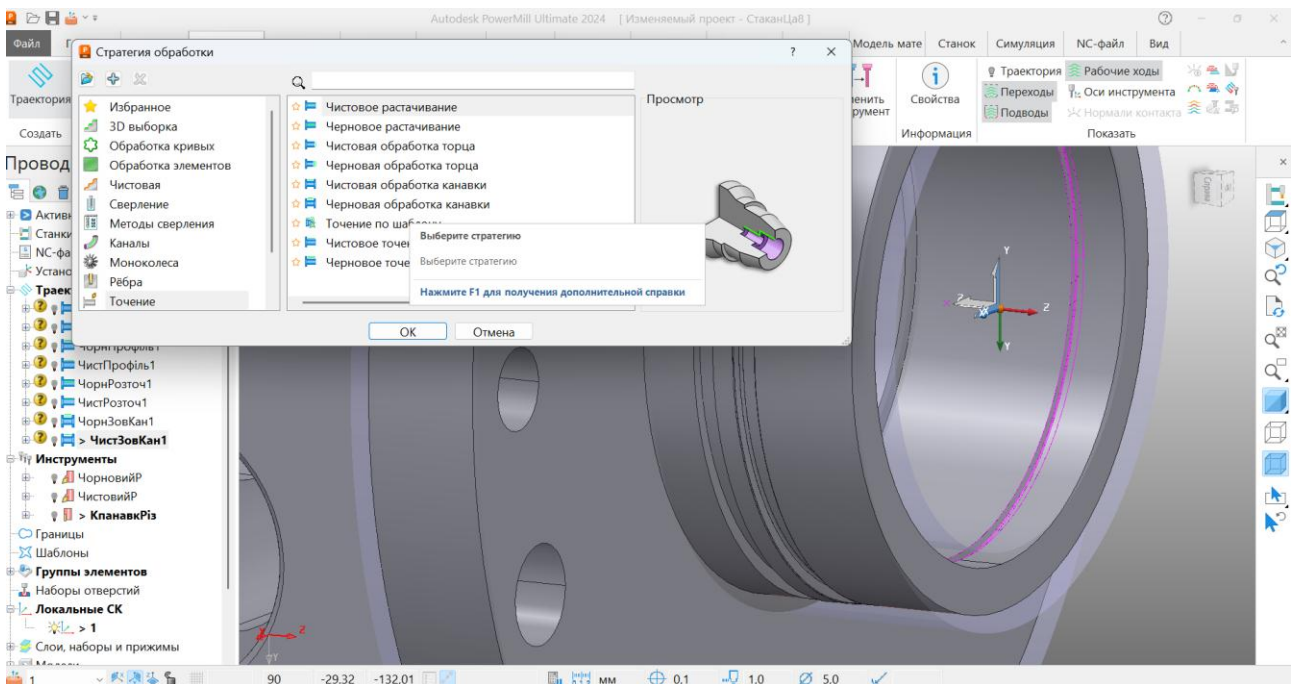 Autodesk PowerMill Ultimate 2024 [ Изменяемый проект - СтаканЦа8 ]
Файл
Модель мате Станок Симуляция NC-файл Вид
Стратегия обработки
Избранное
3D выборка
Обработка кривых
Обработка элементов
Чистовая
Сверление
Методы сверления
Каналы
Моноколеса
Рёбра
Точение
Чистовое растачивание
Черновое растачивание
Чистовая обработка торца
Черновая обработка торца
Чистовая обработка канавки
Черновая обработка канавки
Точение по
Чистовое точе
Черновое точе
Просмотр
Выберите стратегию
Выберите стратегию
Нажмите F1 для получения дополнительной справки
OK Отмена
Траектория
Создать
Свойства
Информация
Траектория Рабочие ходы
Переходы Оси инструмента
Подводы Нормали контакта
Показать
Провод
Активн
Станки
NC-фа
Устано
Траек
ЧистПрофіль1
ЧорнРозточ1
ЧистРозточ1
ЧорнЗовКан1
> ЧистЗовКан1
Инструменты
ЧорновийР
ЧистовийР
> КпанавкРіз
Границы
Шаблоны
Группы элементов
Наборы отверстий
Локальные СК
> 1
Слои, наборы и прижимы
Справа
Y
Z
X
Z
Y
Z
1 90 -29.32 -132.01 мм 0.1 1.0 5.0